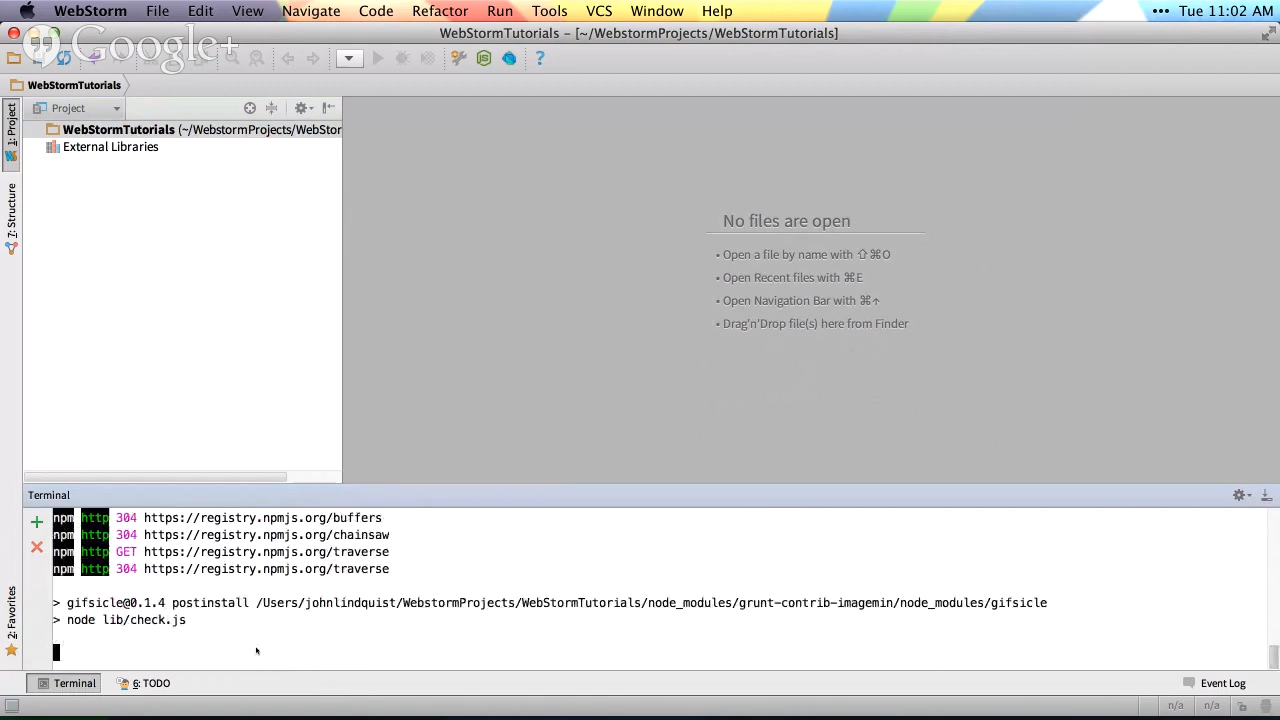 WebStorm File Edit View Navigate Code Refactor Run Tools VCS Window Help ••• Tue 11:02 AM
WebStormTutorials – [~/WebstormProjects/WebStormTutorials]
Google+
WebStormTutorials
1: Project
Project
WebStormTutorials (~/WebstormProjects/WebStor
External Libraries
7: Structure
No files are open
• Open a file by name with ⇧⌘O
• Open Recent files with ⌘E
• Open Navigation Bar with ⌘↑
• Drag'n'Drop file(s) here from Finder
Terminal
npm http 304 https://registry.npmjs.org/buffers
npm http 304 https://registry.npmjs.org/chainsaw
npm http GET https://registry.npmjs.org/traverse
npm http 304 https://registry.npmjs.org/traverse
> gifsicle@0.1.4 postinstall /Users/johnlindquist/WebstormProjects/WebStormTutorials/node_modules/grunt-contrib-imagemin/node_modules/gifsicle
> node lib/check.js
2: Favorites
Terminal 6: TODO Event Log
n/a n/a